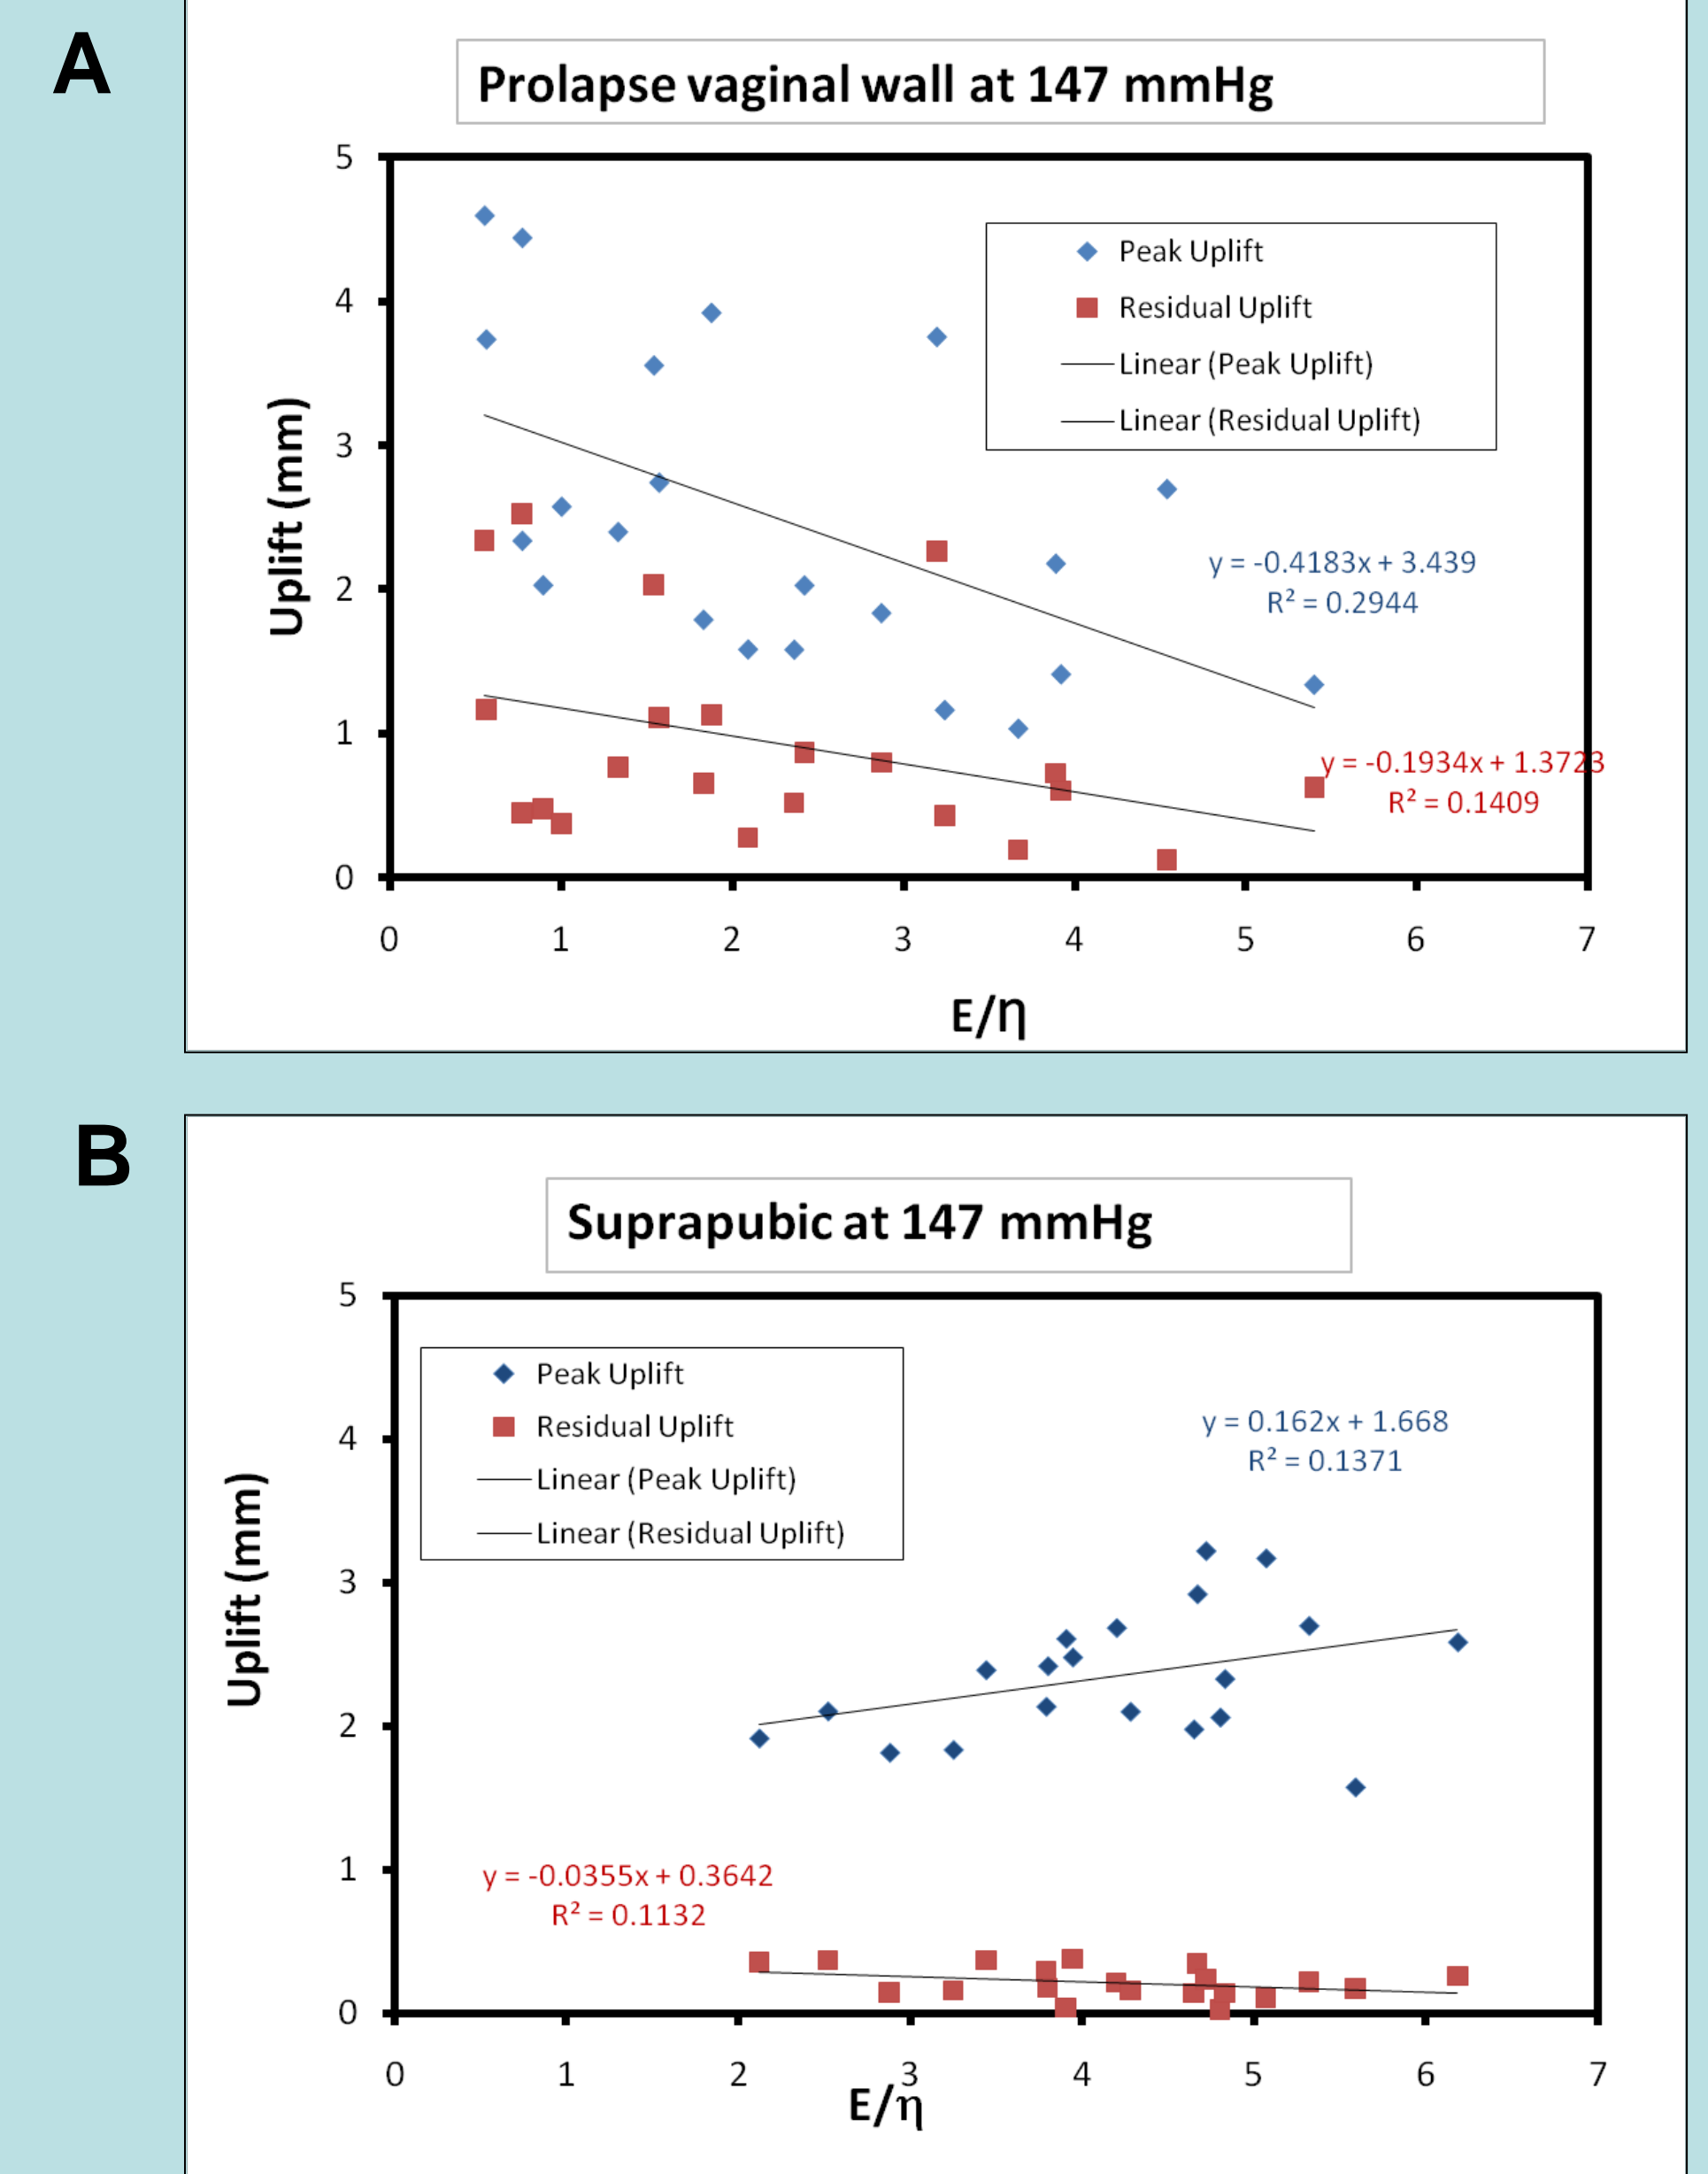 A
Prolapse vaginal wall at 147 mmHg
5
4
3
2
1
0
Uplift (mm)
Peak Uplift
Residual Uplift
Linear (Peak Uplift)
Linear (Residual Uplift)
y = -0.4183x + 3.439
R² = 0.2944
y = -0.1934x + 1.3723
R² = 0.1409
0 1 2 3 4 5 6 7
E/η
B
Suprapubic at 147 mmHg
5
4
3
2
1
0
Uplift (mm)
Peak Uplift
Residual Uplift
Linear (Peak Uplift)
Linear (Residual Uplift)
y = 0.162x + 1.668
R² = 0.1371
y = -0.0355x + 0.3642
R² = 0.1132
0 1 2 3 4 5 6 7
E/η